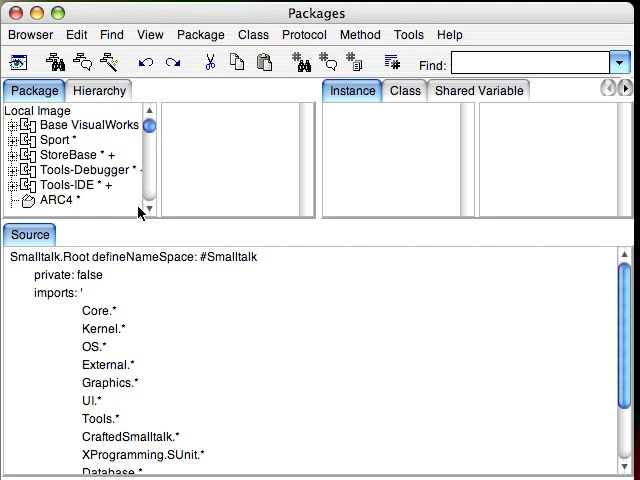 Packages
Browser Edit Find View Package Class Protocol Method Tools Help
Find:
Package Hierarchy Instance Class Shared Variable
Local Image
Base VisualWorks
Sport *
StoreBase * +
Tools-Debugger *
Tools-IDE * +
ARC4 *
Source
Smalltalk.Root defineNameSpace: #Smalltalk
private: false
imports: '
Core.*
Kernel.*
OS.*
External.*
Graphics.*
UI.*
Tools.*
CraftedSmalltalk.*
XProgramming.SUnit.*
Database.*